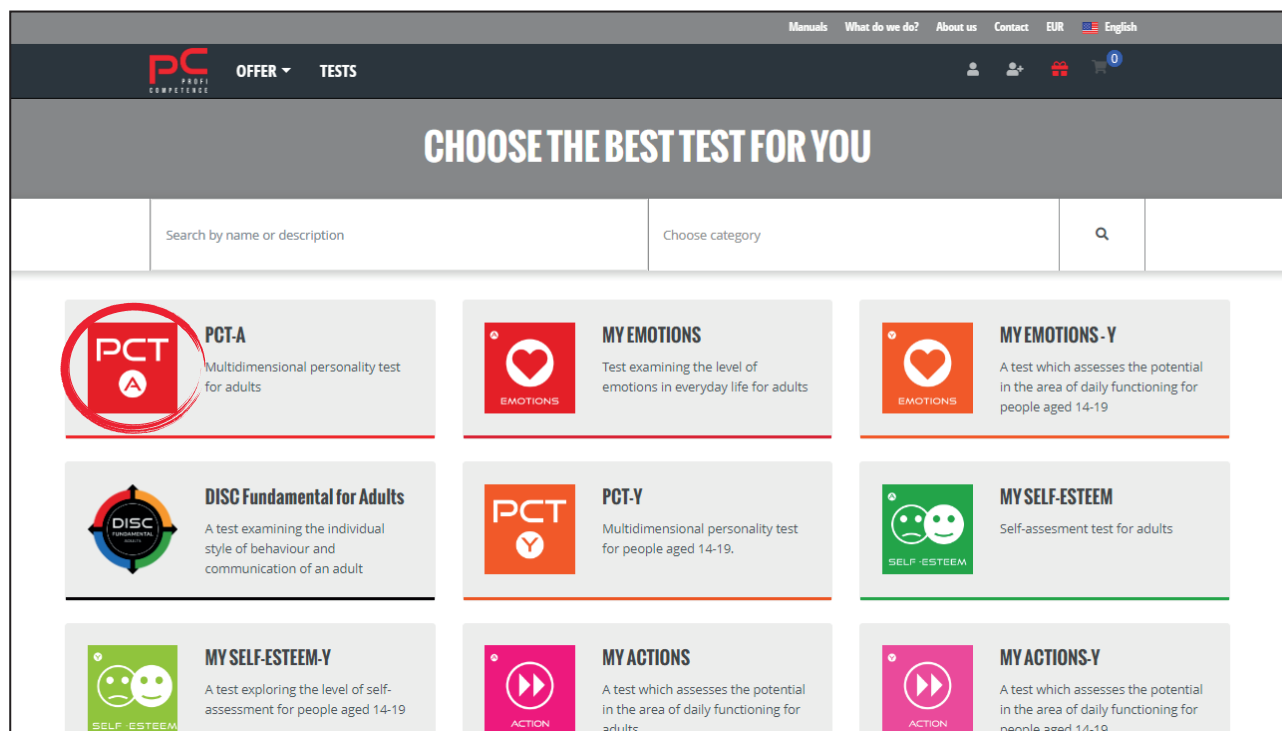 Manuals What do we do? About us Contact EUR English
PC
PROFI
COMPETENCE
OFFER TESTS
0
CHOOSE THE BEST TEST FOR YOU
Search by name or description
Choose category
PCT
A
PCT-A
Multidimensional personality test
for adults
A
EMOTIONS
MY EMOTIONS
Test examining the level of
emotions in everyday life for adults
Y
EMOTIONS
MY EMOTIONS - Y
A test which assesses the potential
in the area of daily functioning for
people aged 14-19
DISC
FUNDAMENTAL
ADULTS
DISC Fundamental for Adults
A test examining the individual
style of behaviour and
communication of an adult
PCT
Y
PCT-Y
Multidimensional personality test
for people aged 14-19.
A
SELF-ESTEEM
MY SELF-ESTEEM
Self-assesment test for adults
Y
SELF-ESTEEM
MY SELF-ESTEEM-Y
A test exploring the level of self-
assessment for people aged 14-19
A
ACTION
MY ACTIONS
A test which assesses the potential
in the area of daily functioning for
adults
Y
ACTION
MY ACTIONS-Y
A test which assesses the potential
in the area of daily functioning for
people aged 14-19